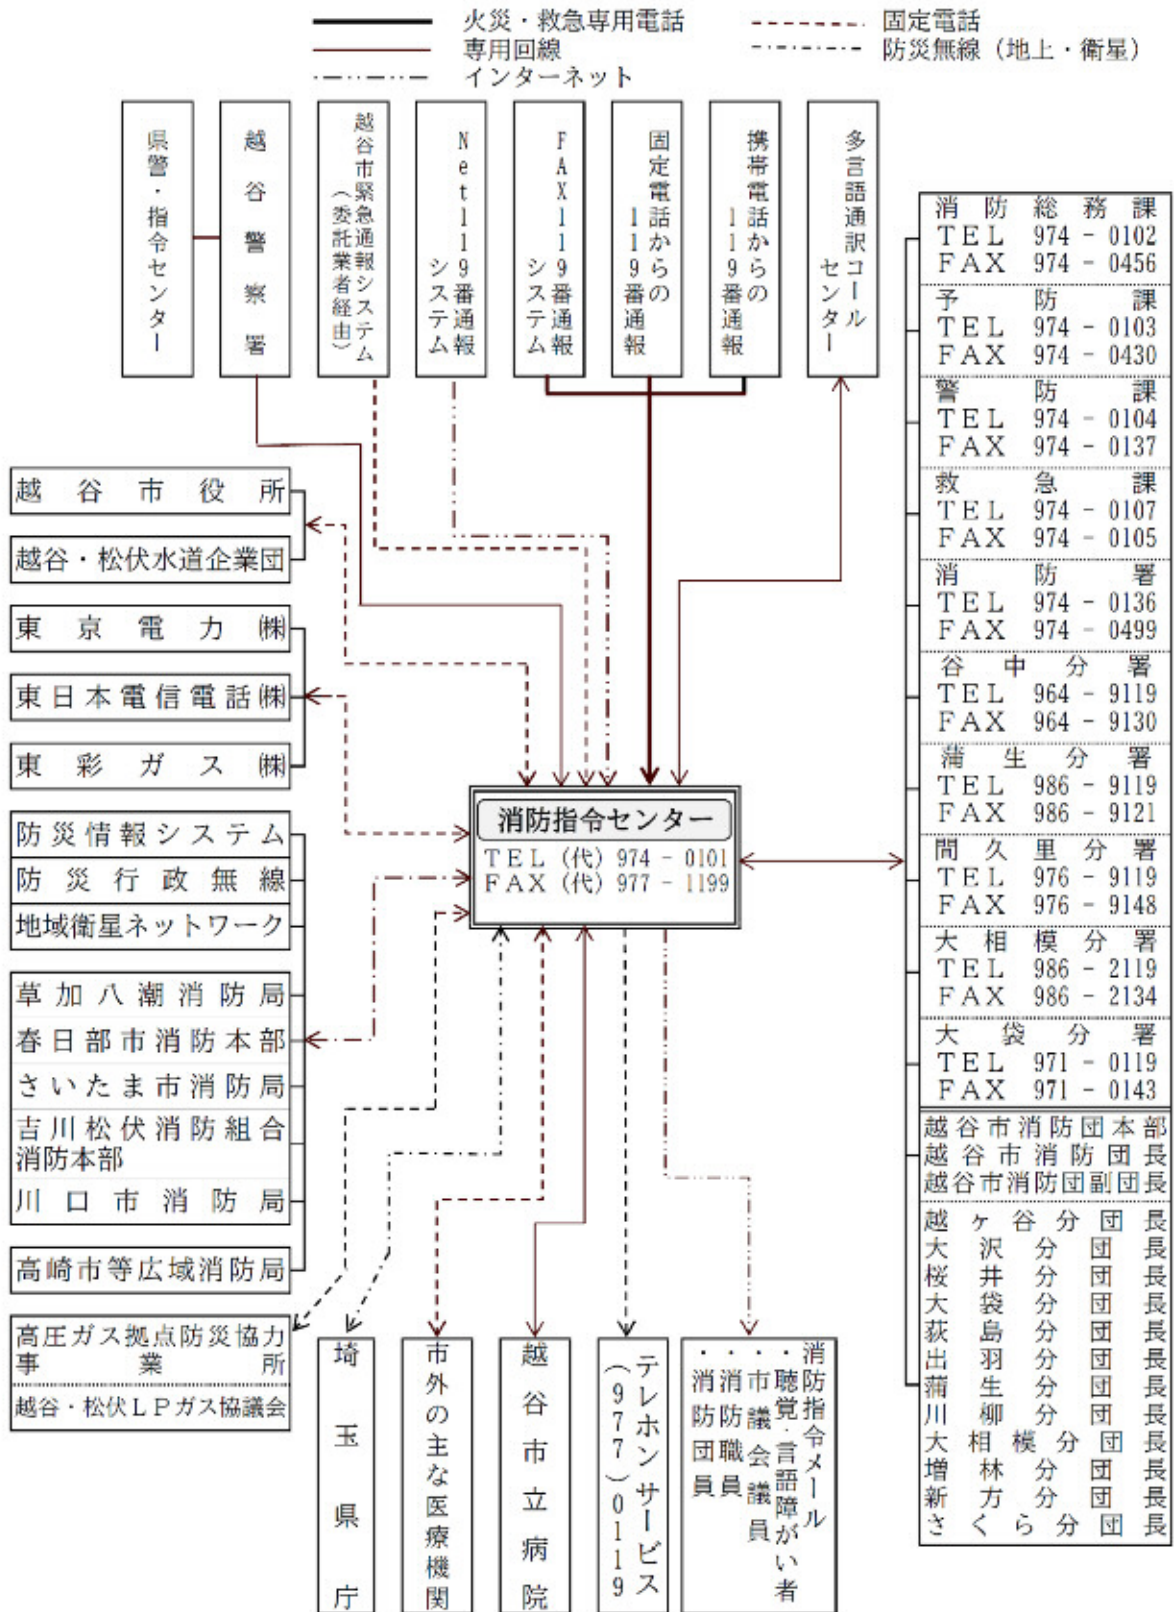 火災・救急専用電話
専用回線
インターネット
固定電話
防災無線（地上・衛星）
県警・指令センター
越谷警察署
越谷市緊急通報システム
（委託業者経由）
Net119番通報
システム
FAX119番通報
システム
固定電話からの
119番通報
携帯電話からの
119番通報
多言語通訳コール
センター
越谷市役所
越谷・松伏水道企業団
東京電力㈱
東日本電信電話㈱
東彩ガス㈱
防災情報システム
防災行政無線
地域衛星ネットワーク
草加八潮消防局
春日部市消防本部
さいたま市消防局
吉川松伏消防組合
消防本部
川口市消防局
高崎市等広域消防局
高圧ガス拠点防災協力
事業所
越谷・松伏LPガス協議会
消防指令センター
TEL（代）974－0101
FAX（代）977－1199
埼玉県庁
市外の主な医療機関
越谷市立病院
テレホンサービス
（977）0119
消防指令メール
・聴覚・言語障がい者
・市議会議員
・消防職員
・消防団員
消防総務課
TEL 974－0102
FAX 974－0456
予防課
TEL 974－0103
FAX 974－0430
警防課
TEL 974－0104
FAX 974－0137
救急課
TEL 974－0107
FAX 974－0105
消防署
TEL 974－0136
FAX 974－0499
谷中分署
TEL 964－9119
FAX 964－9130
蒲生分署
TEL 986－9119
FAX 986－9121
間久里分署
TEL 976－9119
FAX 976－9148
大相模分署
TEL 986－2119
FAX 986－2134
大袋分署
TEL 971－0119
FAX 971－0143
越谷市消防団本部
越谷市消防団長
越谷市消防団副団長
越ヶ谷分団長
大沢分団長
桜井分団長
大袋分団長
荻島分団長
出羽分団長
蒲生分団長
川柳分団長
大相模分団長
増林分団長
新方分団長
さくら分団長